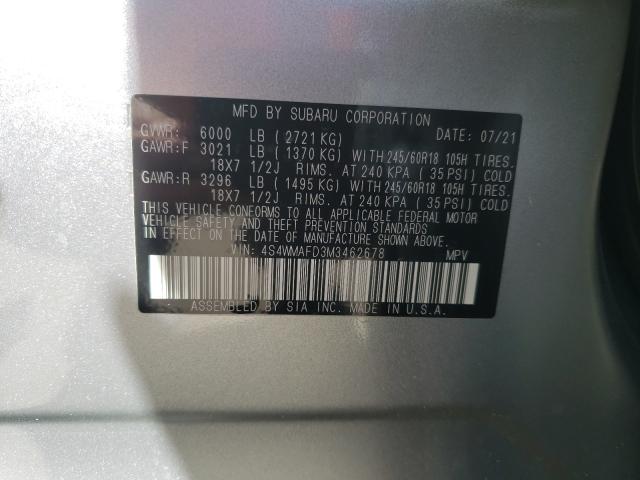 MFD BY SUBARU CORPORATION
GVWR: 6000 LB (2721 KG) DATE: 07/21
GAWR:F 3021 LB (1370 KG) WITH 245/60R18 105H TIRES.
18X7 1/2J RIMS. AT 240 KPA (35 PSI) COLD
GAWR:R 3296 LB (1495 KG) WITH 245/60R18 105H TIRES.
18X7 1/2J RIMS. AT 240 KPA (35 PSI) COLD
THIS VEHICLE CONFORMS TO ALL APPLICABLE FEDERAL MOTOR
VEHICLE SAFETY AND THEFT PREVENTION STANDARDS
IN EFFECT ON THE DATE OF MANUFACTURE SHOWN ABOVE.
VIN: 4S4WMAFD3M3462678 MPV
ASSEMBLED BY SIA INC. MADE IN U.S.A.